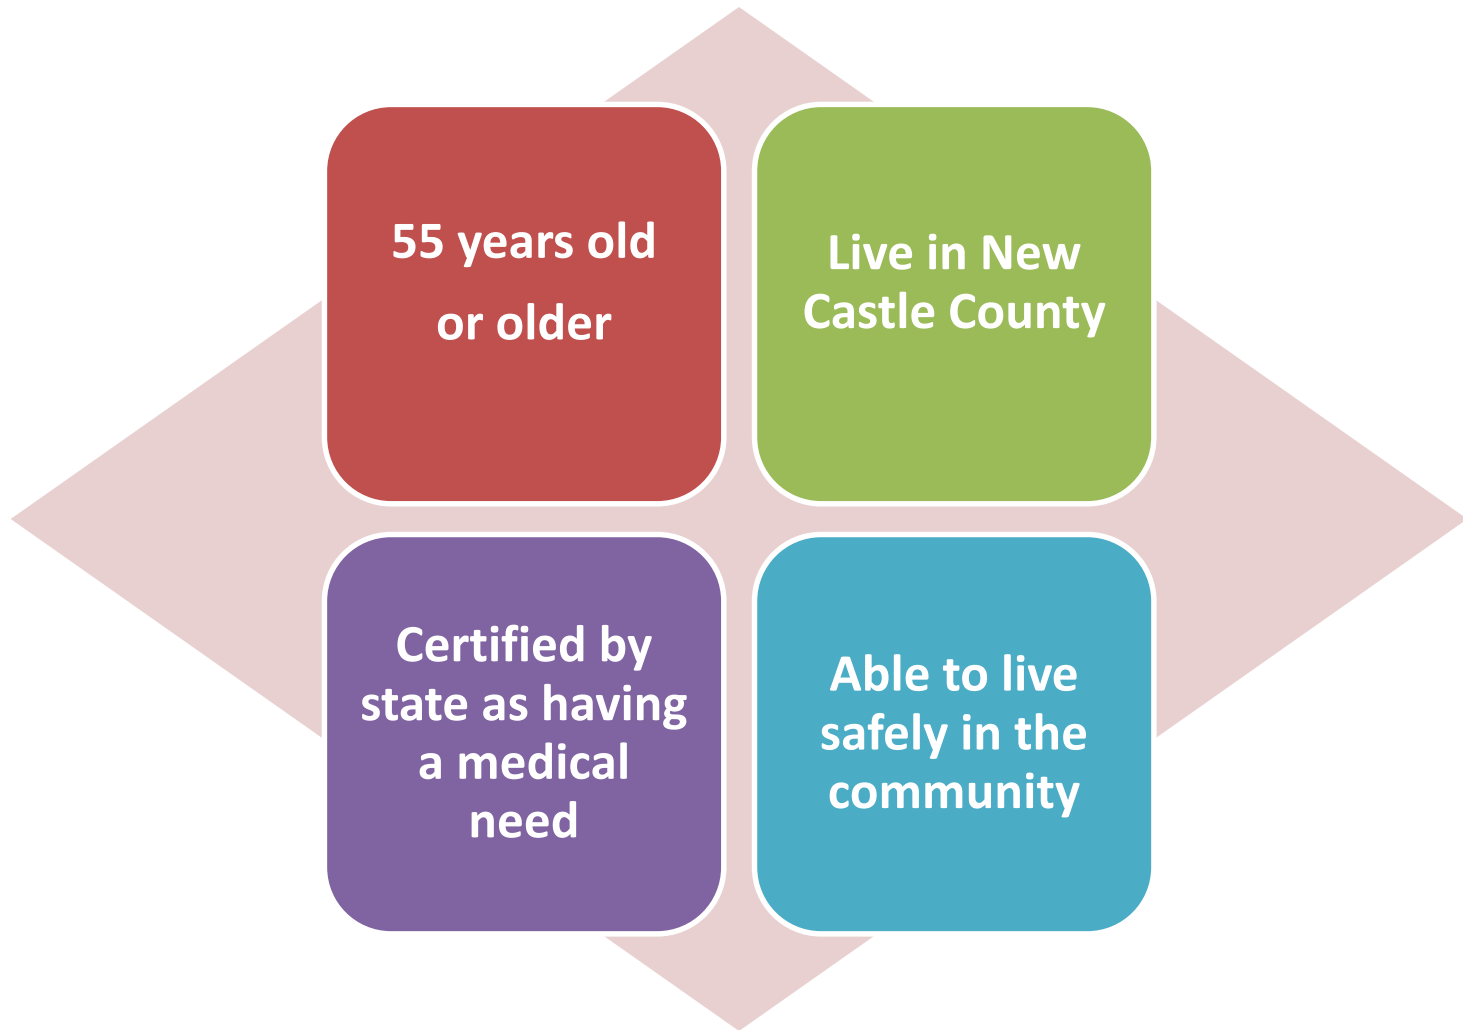 55 years old
or older
Live in New
Castle County
Certified by
state as having
a medical
need
Able to live
safely in the
community